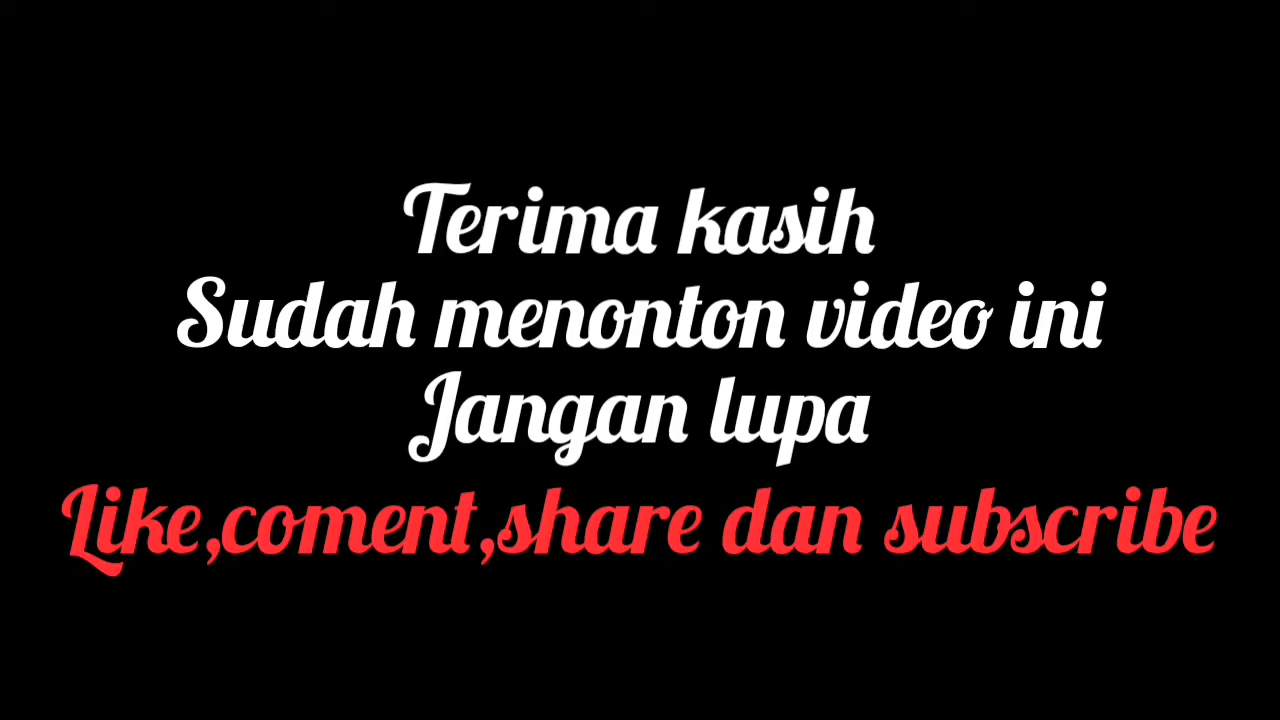 Terima kasih
Sudah menonton video ini
Jangan lupa
Like,coment,share dan subscribe